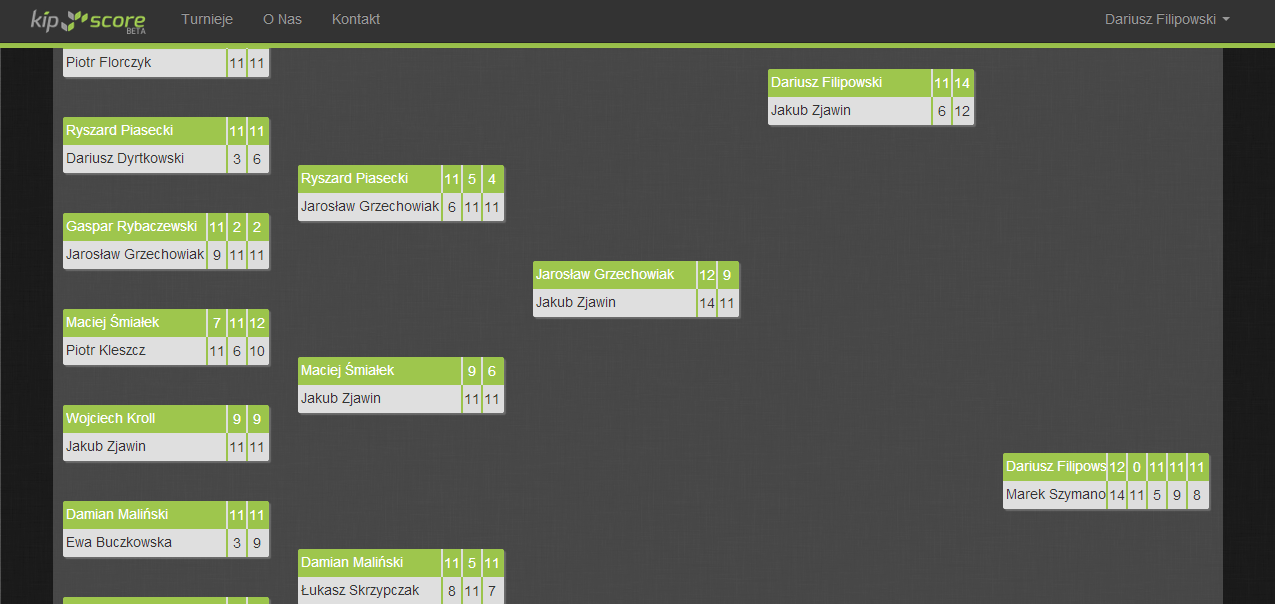 kip score BETA Turnieje O Nas Kontakt Dariusz Filipowski
Piotr Florczyk 11 11
Dariusz Filipowski 11 14
Jakub Zjawin 6 12
Ryszard Piasecki 11 11
Dariusz Dyrtkowski 3 6
Ryszard Piasecki 11 5 4
Jarosław Grzechowiak 6 11 11
Gaspar Rybaczewski 11 2 2
Jarosław Grzechowiak 9 11 11
Jarosław Grzechowiak 12 9
Jakub Zjawin 14 11
Maciej Śmiałek 7 11 12
Piotr Kleszcz 11 6 10
Maciej Śmiałek 9 6
Jakub Zjawin 11 11
Wojciech Kroll 9 9
Jakub Zjawin 11 11
Dariusz Filipows 12 0 11 11 11
Marek Szymano 14 11 5 9 8
Damian Maliński 11 11
Ewa Buczkowska 3 9
Damian Maliński 11 5 11
Łukasz Skrzypczak 8 11 7